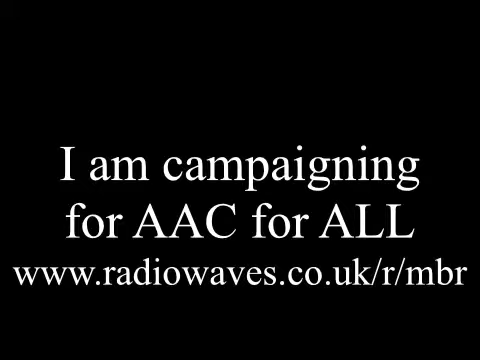 I am campaigning
for AAC for ALL
www.radiowaves.co.uk/r/mbr